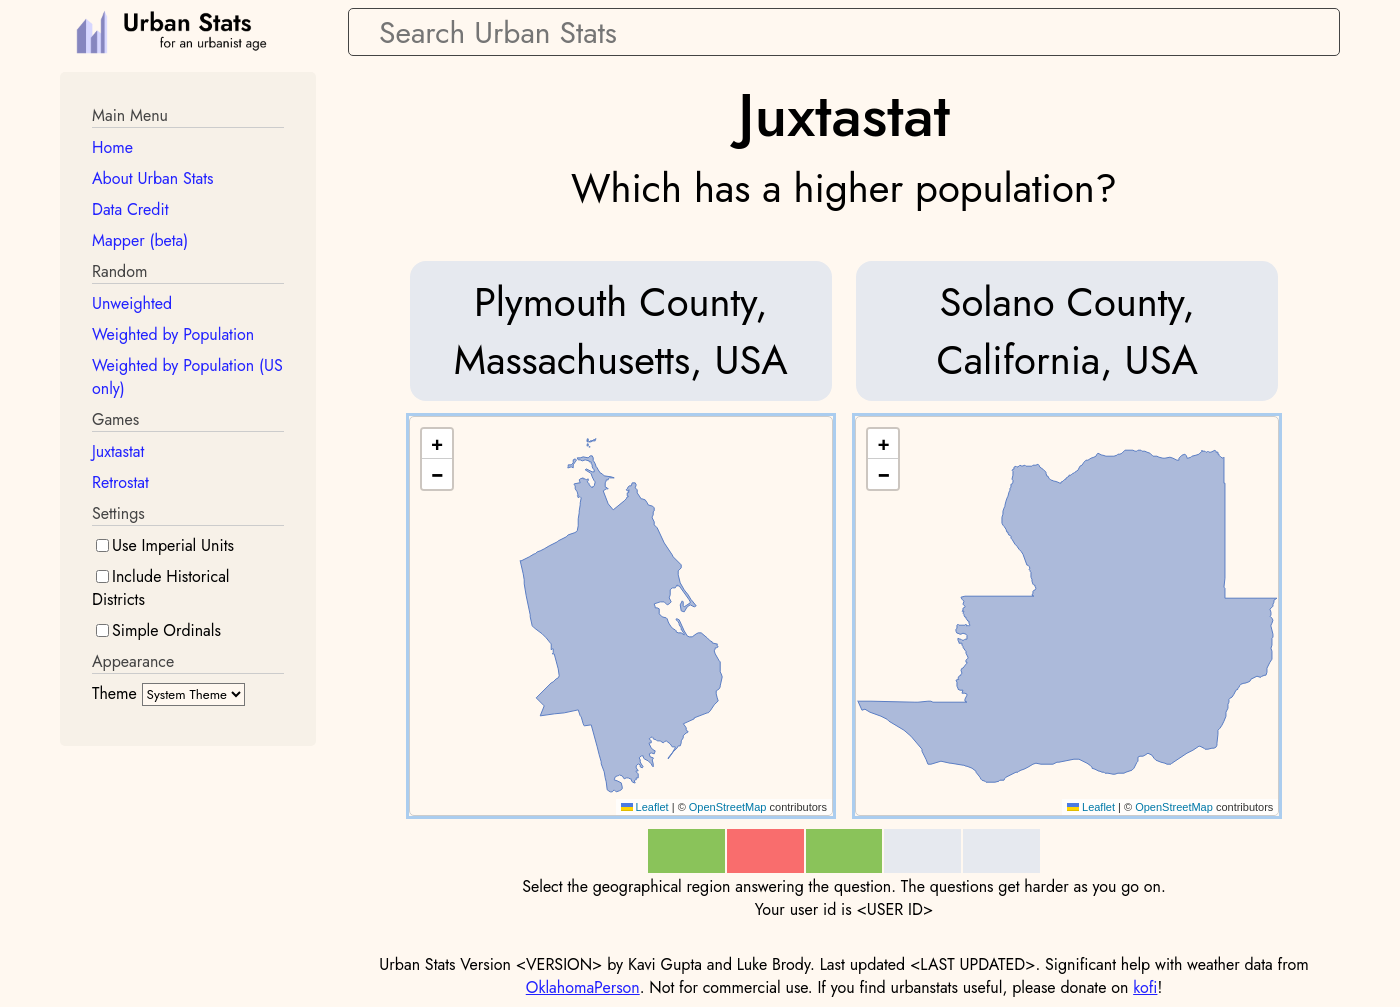 Urban Stats
for an urbanist age
Search Urban Stats
Main Menu
Home
About Urban Stats
Data Credit
Mapper (beta)
Random
Unweighted
Weighted by Population
Weighted by Population (US
only)
Games
Juxtastat
Retrostat
Settings
Use Imperial Units
Include Historical
Districts
Simple Ordinals
Appearance
Theme System Theme
Juxtastat
Which has a higher population?
Plymouth County,
Massachusetts, USA
Solano County,
California, USA
+
−
Leaflet | © OpenStreetMap contributors
+
−
Leaflet | © OpenStreetMap contributors
Select the geographical region answering the question. The questions get harder as you go on.
Your user id is <USER ID>
Urban Stats Version <VERSION> by Kavi Gupta and Luke Brody. Last updated <LAST UPDATED>. Significant help with weather data from
OklahomaPerson. Not for commercial use. If you find urbanstats useful, please donate on kofi!